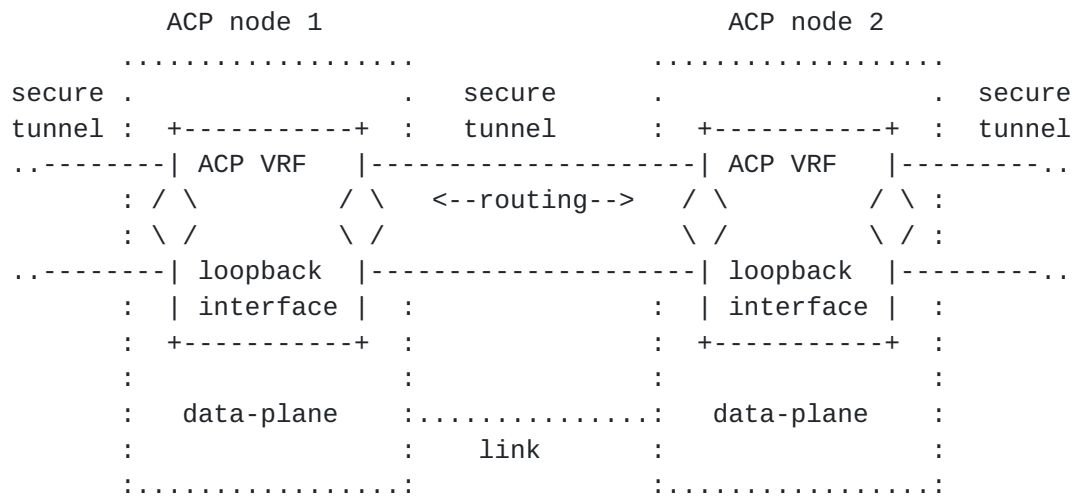 ACP node 1                          ACP node 2
       ...................                ...................
secure .                  .   secure      .                  .  secure
tunnel :  +-----------+  :   tunnel      :  +-----------+  :  tunnel
..--------| ACP VRF   |---------------------| ACP VRF   |---------..
       : / \         / \   <--routing-->   / \         / \ :
       : \ /         \ /                   \ /         \ / :
..--------| loopback  |---------------------| loopback  |---------..
       :  | interface |  :               :  | interface |  :
       :  +-----------+  :               :  +-----------+  :
       :                 :               :                 :
       :   data-plane    :...............:   data-plane    :
       :                 :    link       :                 :
       :.................:               :.................: